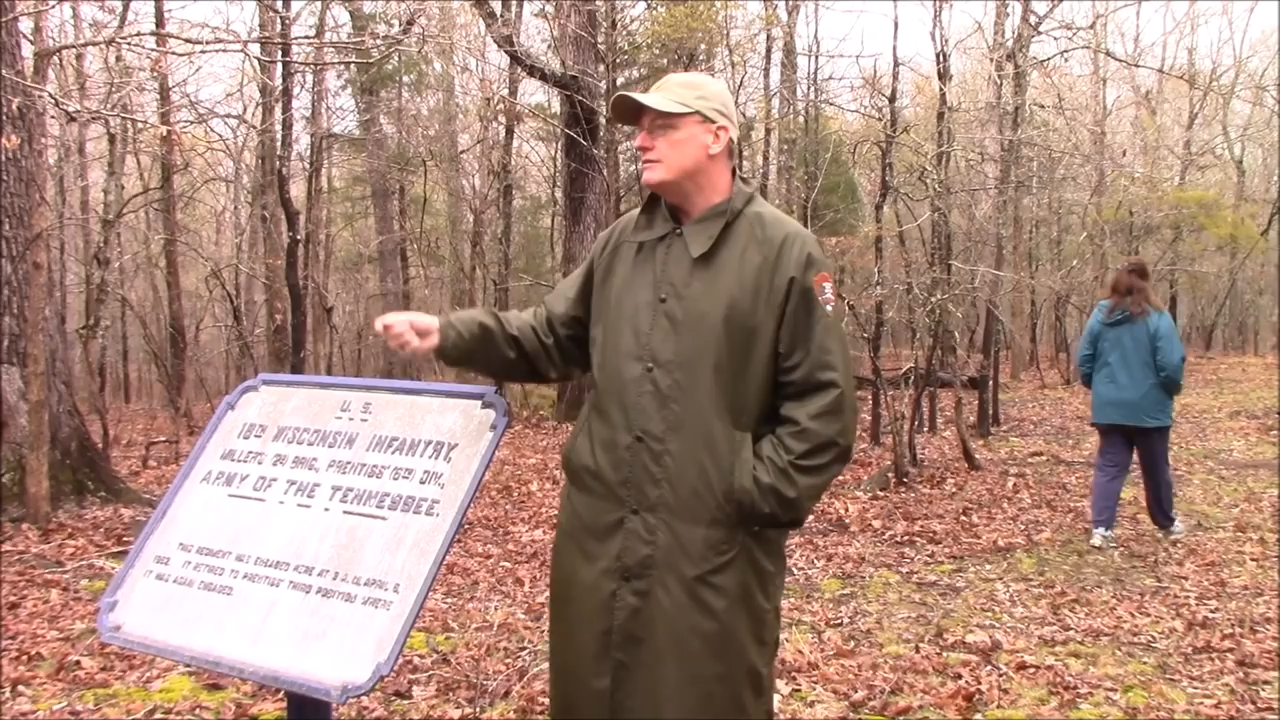 U. S.
18TH WISCONSIN INFANTRY,
MILLER'S (2D) BRIG., PRENTISS' (6TH) DIV.,
ARMY OF THE TENNESSEE.
THIS REGIMENT WAS ENGAGED HERE AT 8 A. M. APRIL 6,
1862. IT RETIRED TO PRENTISS' THIRD POSITION WHERE
IT WAS AGAIN ENGAGED.